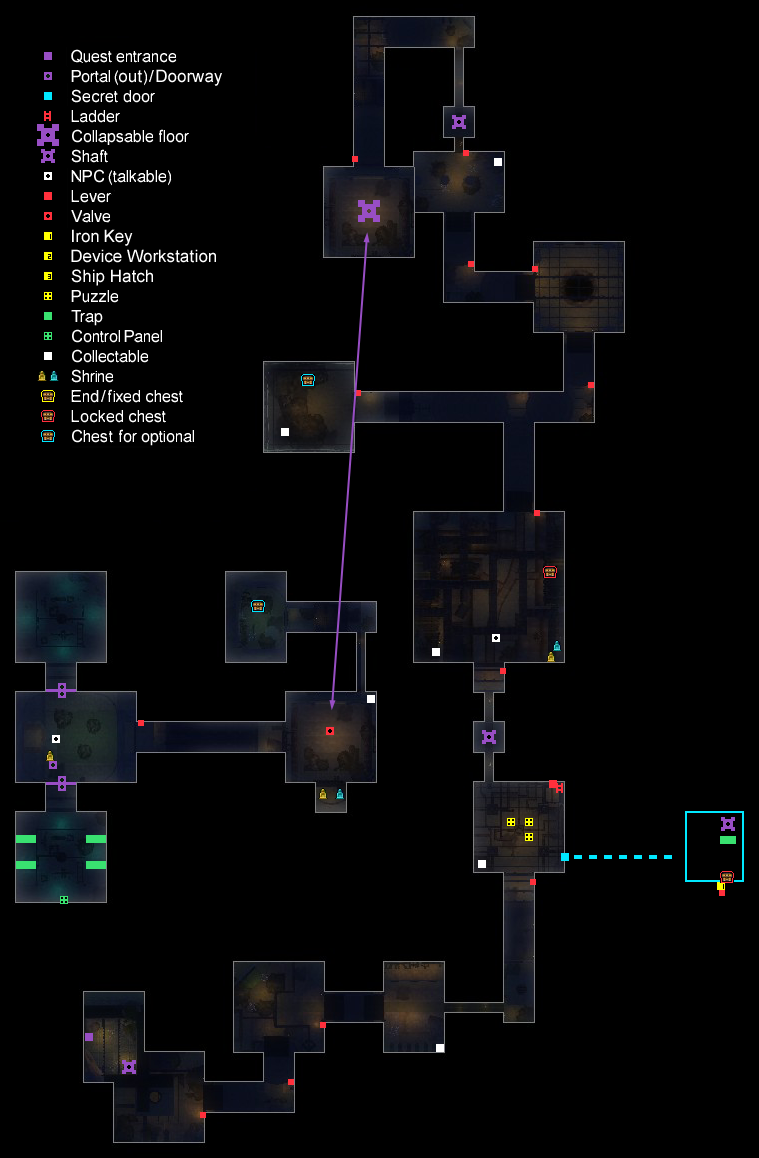 Quest entrance
Portal (out)/Doorway
Secret door
Ladder
Collapsable floor
Shaft
NPC (talkable)
Lever
Valve
Iron Key
Device Workstation
Ship Hatch
Puzzle
Trap
Control Panel
Collectable
Shrine
End/fixed chest
Locked chest
Chest for optional